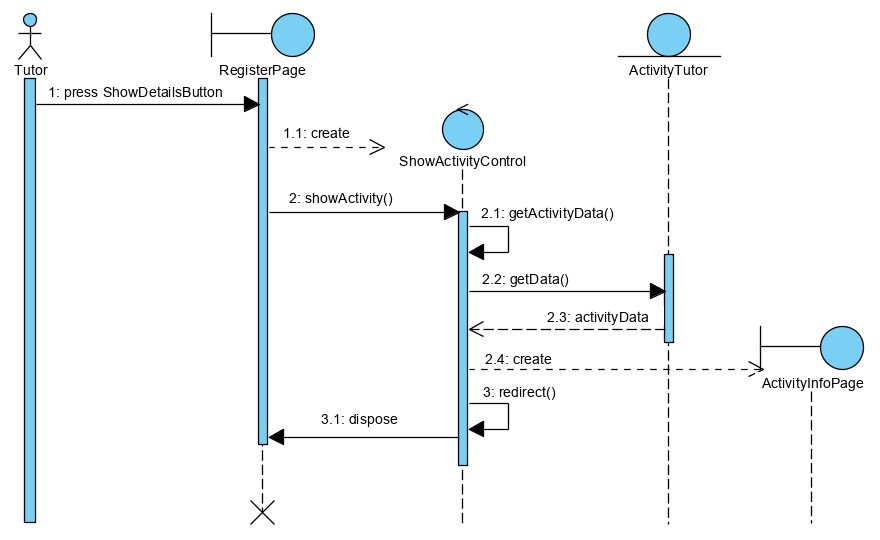 Tutor
RegisterPage
ActivityTutor
1: press ShowDetailsButton
1.1: create
ShowActivityControl
2: showActivity()
2.1: getActivityData()
2.2: getData()
2.3: activityData
2.4: create
ActivityInfoPage
3: redirect()
3.1: dispose